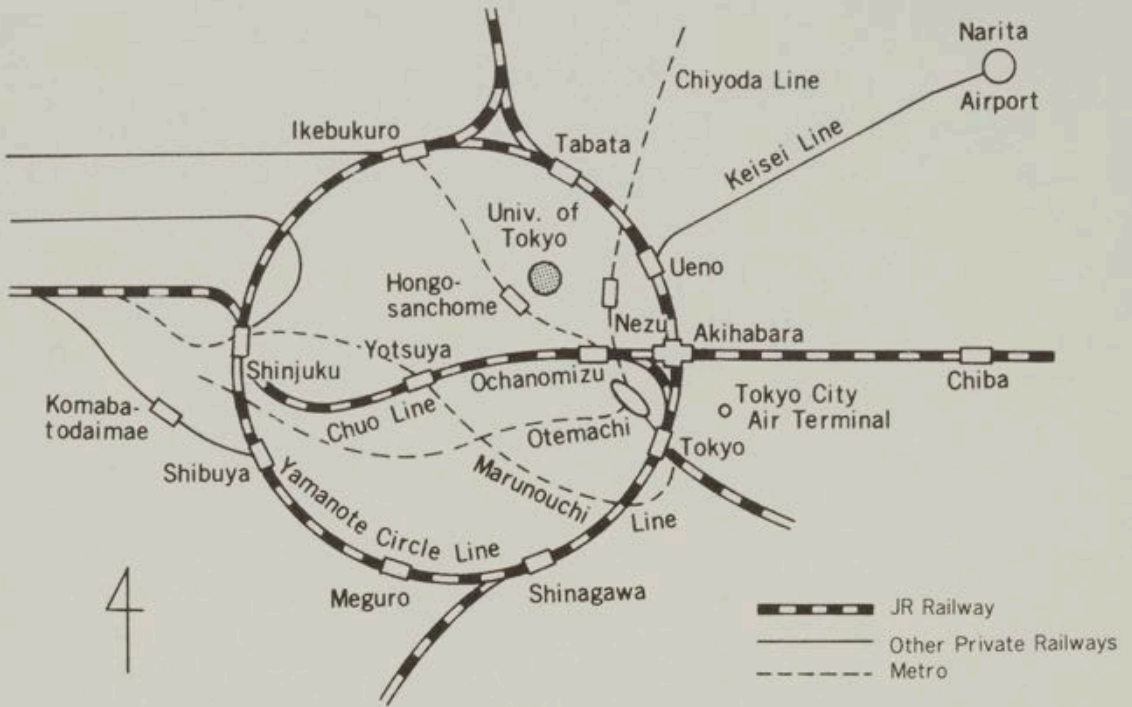 Narita
Airport
Chiyoda Line
Ikebukuro
Tabata
Keisei Line
Univ. of
Tokyo
Ueno
Hongo-
sanchome
Nezu
Akihabara
Yotsuya
Shinjuku
Ochanomizu
Chiba
Komaba-
todaimae
Chuo Line
Otemachi
Tokyo City
Air Terminal
Tokyo
Shibuya
Marunouchi
Line
Yamanote Circle Line
Meguro
Shinagawa
JR Railway
Other Private Railways
Metro